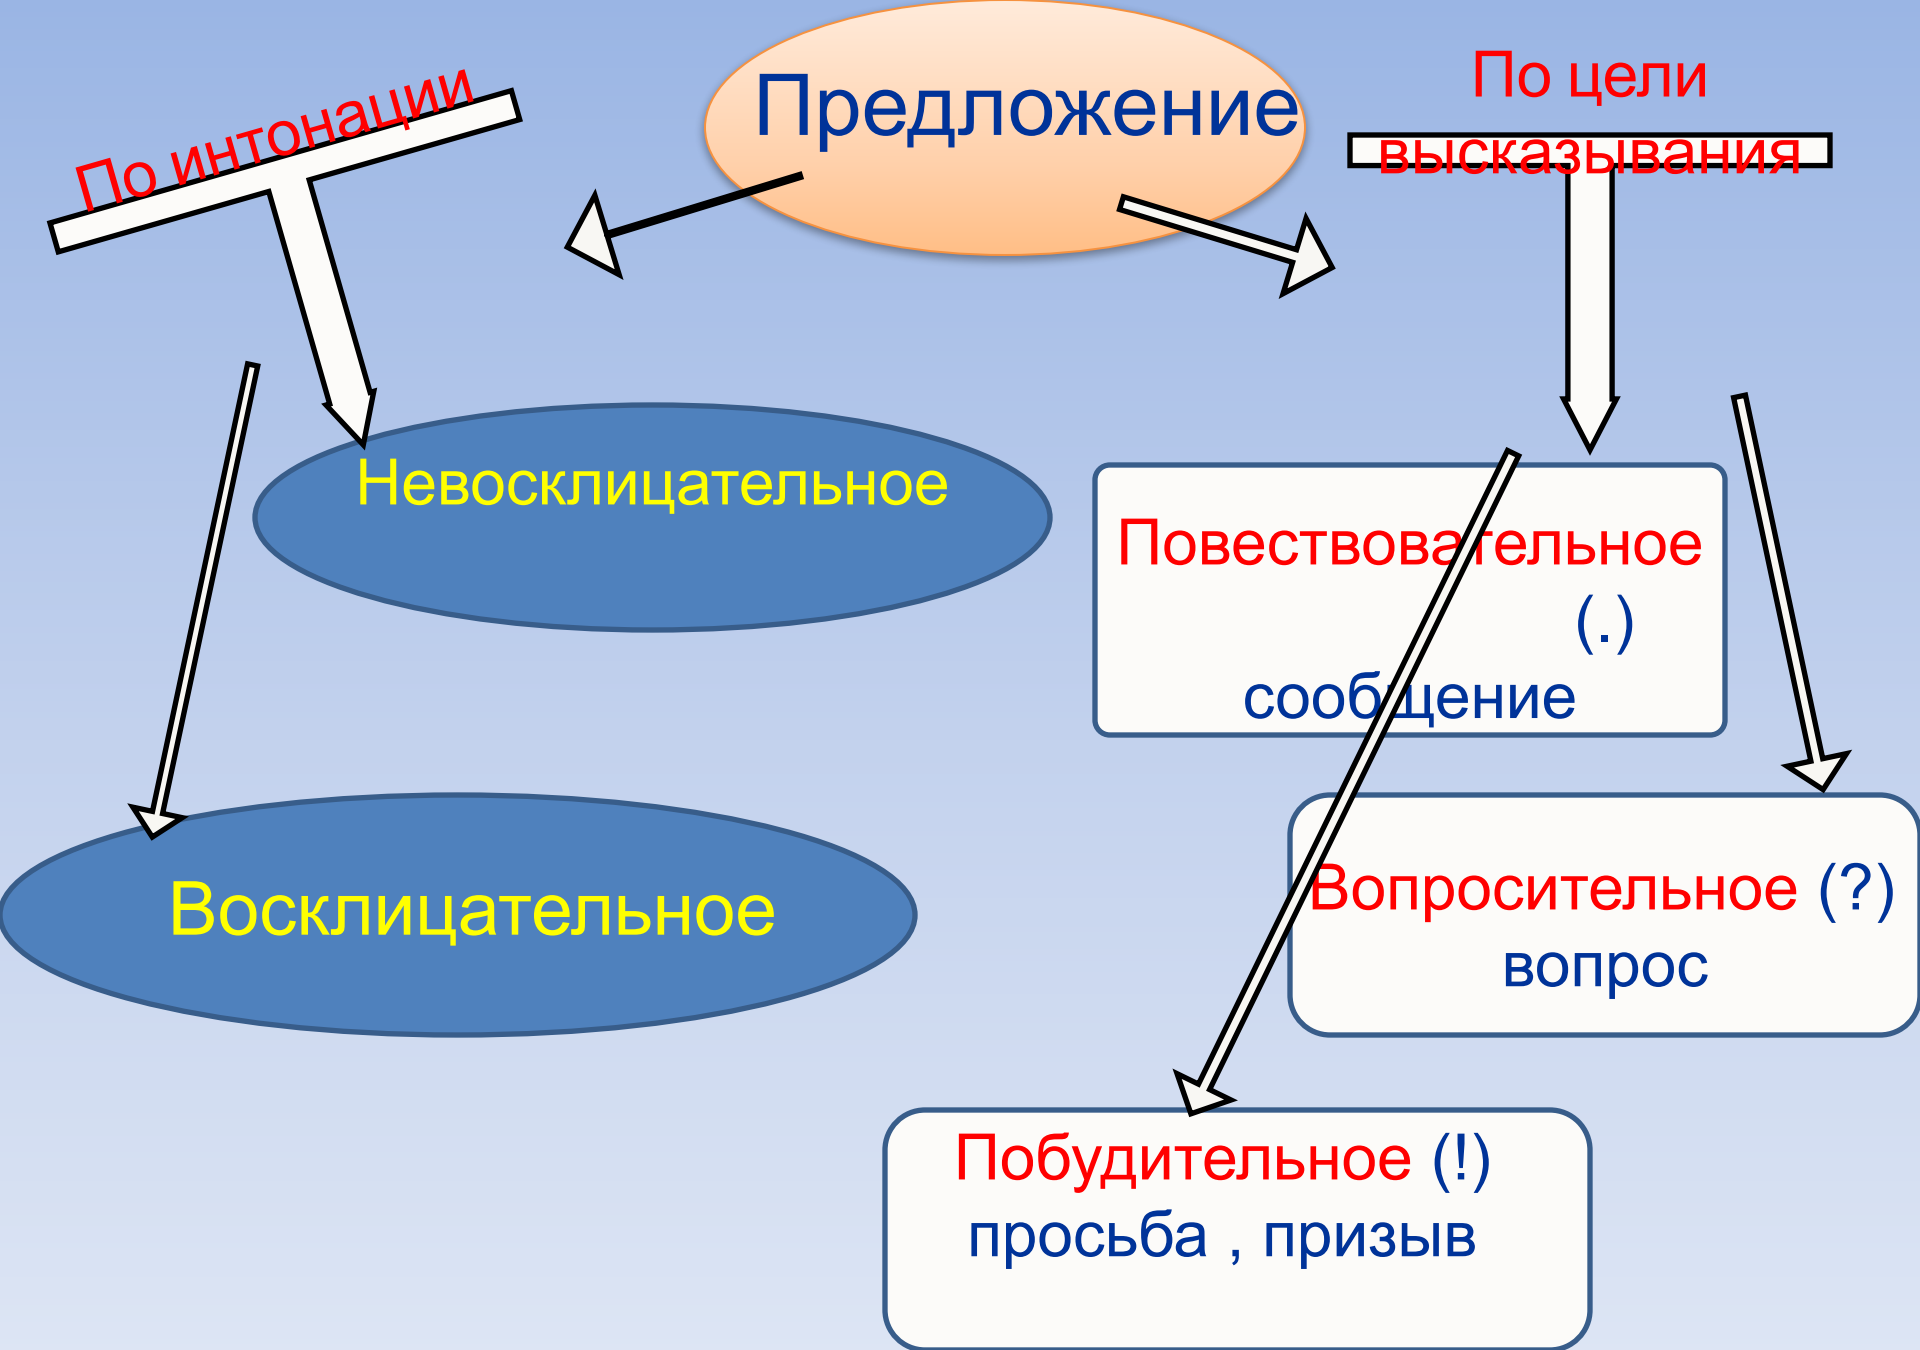 Предложение
По интонации
По цели
высказывания
Невосклицательное
Восклицательное
Повествовательное
(.)
сообщение
Вопросительное (?)
вопрос
Побудительное (!)
просьба , призыв